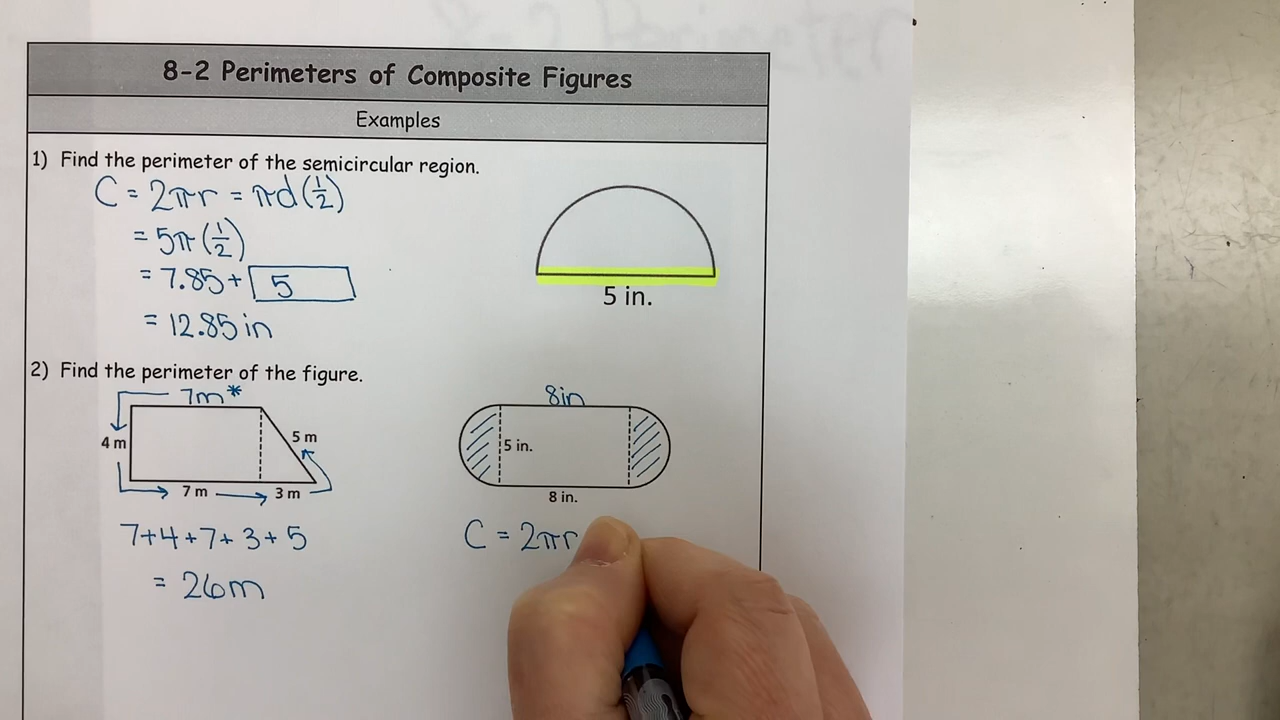 8-2 Perimeters of Composite Figures
Examples
1) Find the perimeter of the semicircular region.
C = 2πr = πd(1/2)
= 5π(1/2)
= 7.85 + 5
= 12.85 in
5 in.
2) Find the perimeter of the figure.
7m*
4 m
5 m
7 m
3 m
7+4+7+3+5
= 26m
8in
5 in.
8 in.
C = 2πr